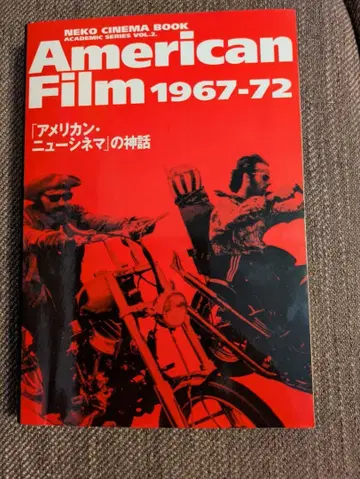 NEKO CINEMA BOOK
ACADEMIC SERIES VOL.2.
American
Film 1967-72
「アメリカン・
ニューシネマ」の神話